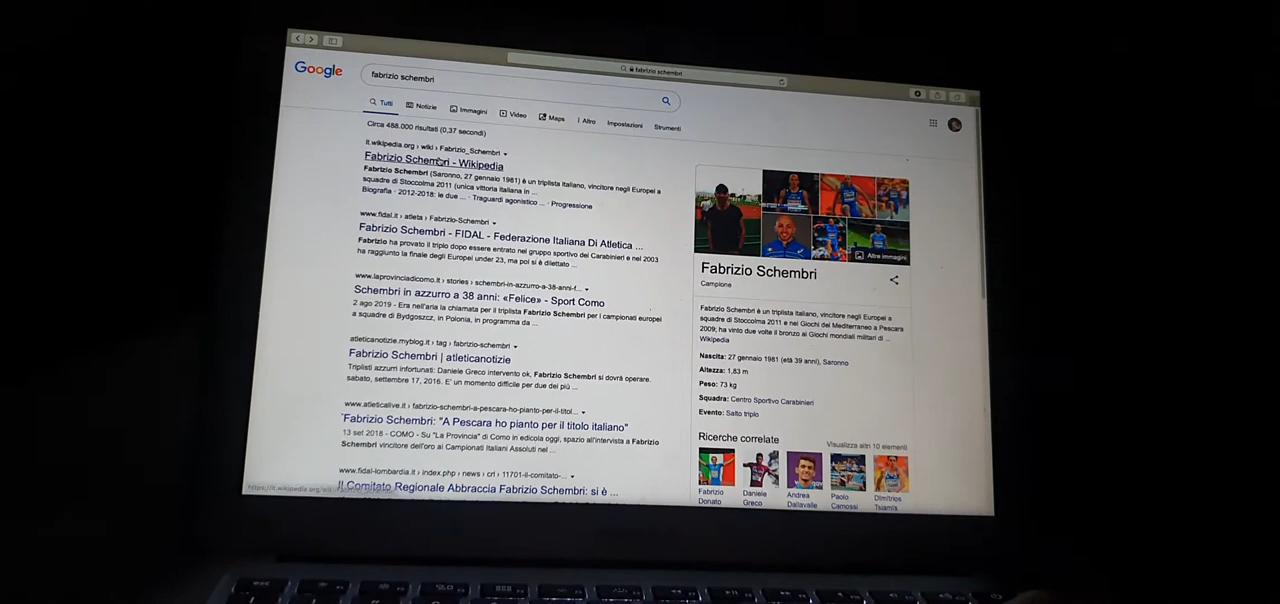 fabrizio schembri
Google
fabrizio schembri
Tutti Notizie Immagini Video Maps Altro Impostazioni Strumenti
Circa 488.000 risultati (0,37 secondi)
it.wikipedia.org › wiki › Fabrizio_Schembri
Fabrizio Schembri - Wikipedia
Fabrizio Schembri (Saronno, 27 gennaio 1981) è un triplista italiano, vincitore negli Europei a
squadre di Stoccolma 2011 (unica vittoria italiana in ...
Biografia · 2012-2018: le due ... · Traguardi agonistico ... · Progressione
www.fidal.it › atleta › Fabrizio-Schembri
Fabrizio Schembri - FIDAL - Federazione Italiana Di Atletica ...
Fabrizio ha provato il triplo dopo essere entrato nel gruppo sportivo dei Carabinieri e nel 2003
ha raggiunto la finale degli Europei under 23, ma poi si è dilettato ...
www.laprovinciadicomo.it › stories › schembri-in-azzurro-a-38-anni-f...
Schembri in azzurro a 38 anni: «Felice» - Sport Como
2 ago 2019 - Era nell'aria la chiamata per il triplista Fabrizio Schembri per i campionati europei
a squadre di Bydgoszcz, in Polonia, in programma da ...
atleticanotizie.myblog.it › tag › fabrizio-schembri
Fabrizio Schembri | atleticanotizie
Triplisti azzurri infortunati: Daniele Greco intervento ok, Fabrizio Schembri si dovrà operare.
sabato, settembre 17, 2016. E' un momento difficile per due dei più ...
www.atleticalive.it › fabrizio-schembri-a-pescara-ho-pianto-per-il-titol...
Fabrizio Schembri: "A Pescara ho pianto per il titolo italiano"
13 set 2018 - COMO - Su "La Provincia" di Como in edicola oggi, spazio all'intervista a Fabrizio
Schembri vincitore dell'oro ai Campionati Italiani Assoluti nel ...
www.fidal-lombardia.it › index.php › news › crl › 11701-il-comitato-...
Il Comitato Regionale Abbraccia Fabrizio Schembri: si è ...
Altre immagini
Fabrizio Schembri
Campione
Fabrizio Schembri è un triplista italiano, vincitore negli Europei a
squadre di Stoccolma 2011 e nei Giochi del Mediterraneo a Pescara
2009; ha vinto due volte il bronzo ai Giochi mondiali militari di ...
Wikipedia
Nascita: 27 gennaio 1981 (età 39 anni), Saronno
Altezza: 1,83 m
Peso: 73 kg
Squadra: Centro Sportivo Carabinieri
Evento: Salto triplo
Ricerche correlate
Visualizza altri 10 elementi
Fabrizio Donato
Daniele Greco
Andrea Dallavalle
Paolo Camossi
Dimitrios Tsiamis